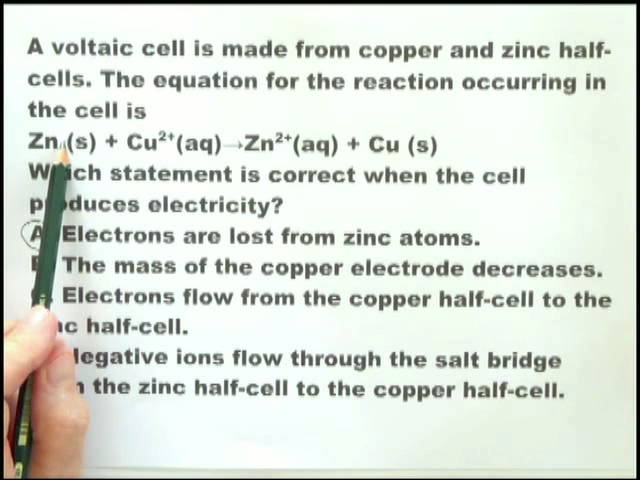 A voltaic cell is made from copper and zinc half-
cells. The equation for the reaction occurring in
the cell is
Zn (s) + Cu²⁺(aq)→Zn²⁺(aq) + Cu (s)
Which statement is correct when the cell
produces electricity?
A Electrons are lost from zinc atoms.
The mass of the copper electrode decreases.
Electrons flow from the copper half-cell to the
half-cell.
Negative ions flow through the salt bridge
the zinc half-cell to the copper half-cell.